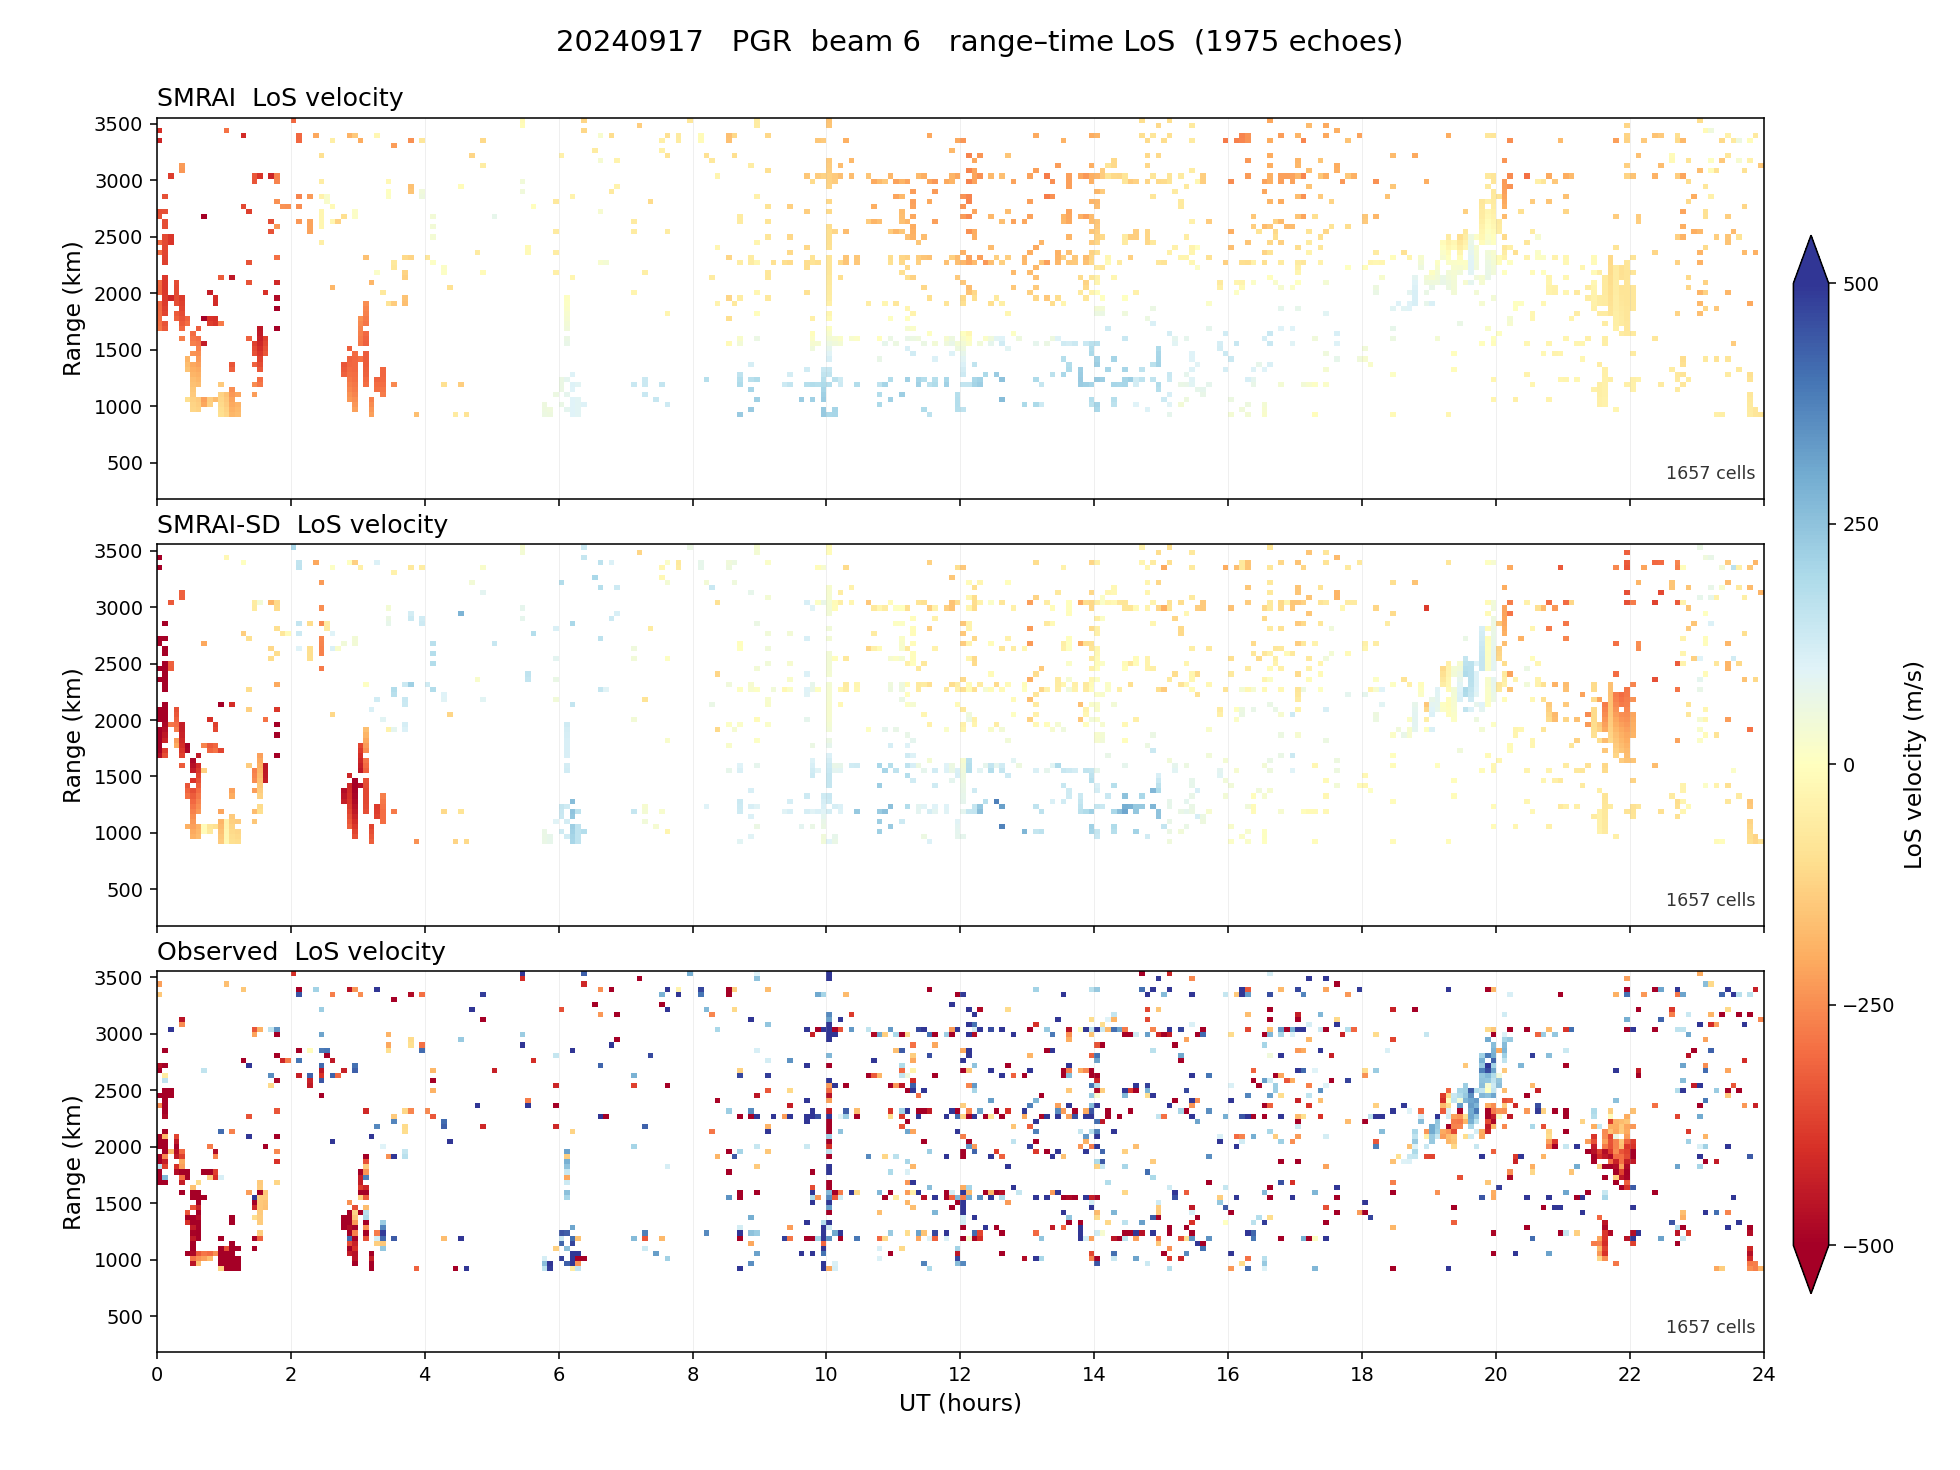 20240917   PGR  beam 6   range–time LoS  (1975 echoes)
SMRAI  LoS velocity
3500
3000
2500
2000
1500
1000
500
Range (km)
1657 cells
SMRAI-SD  LoS velocity
3500
3000
2500
2000
1500
1000
500
Range (km)
1657 cells
Observed  LoS velocity
3500
3000
2500
2000
1500
1000
500
Range (km)
1657 cells
0 2 4 6 8 10 12 14 16 18 20 22 24
UT (hours)
500
250
0
−250
−500
LoS velocity (m/s)